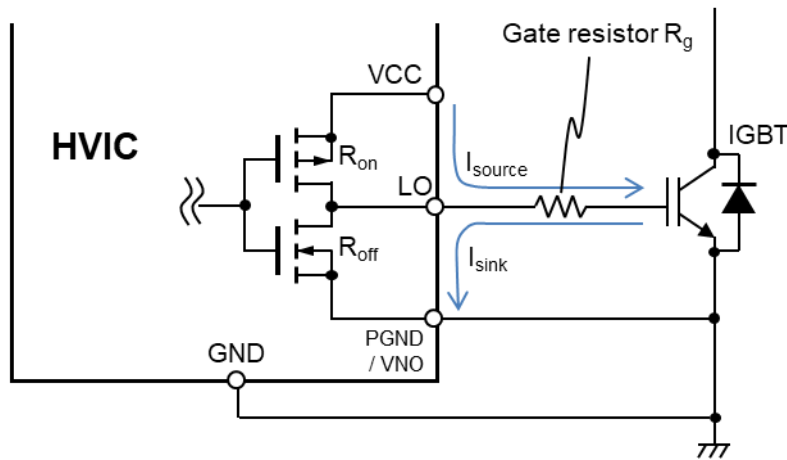 Gate resistor Rg
VCC
HVIC
IGBT
Ron
Isource
LO
Roff
Isink
PGND
/ VNO
GND